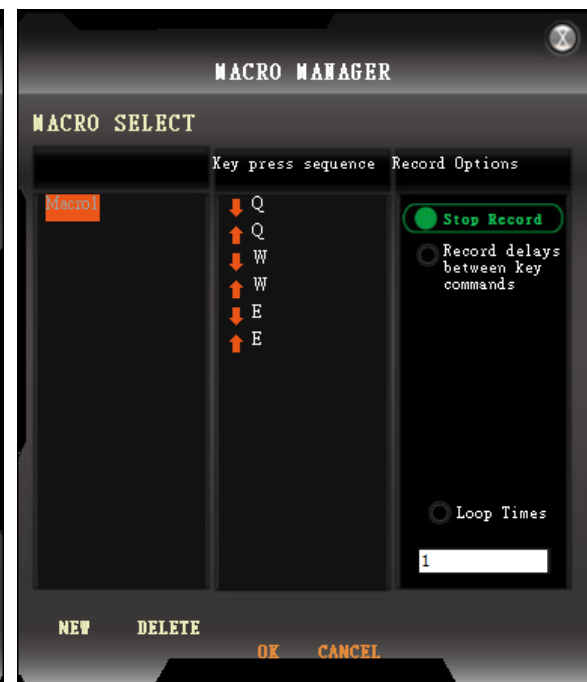 X
MACRO MANAGER
MACRO SELECT
Key press sequence Record Options
Macro1
Q
Q
W
W
E
E
Stop Record
Record delays
between key
commands
Loop Times
1
NEW DELETE
OK CANCEL